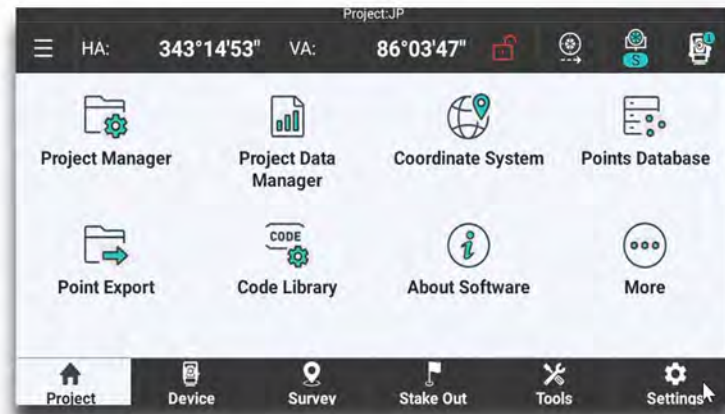 Project:JP
HA: 343°14'53" VA: 86°03'47"
S
Project Manager
Project Data
Manager
Coordinate System
Points Database
CODE
Point Export
Code Library
About Software
More
Project
Device
Survey
Stake Out
Tools
Settings